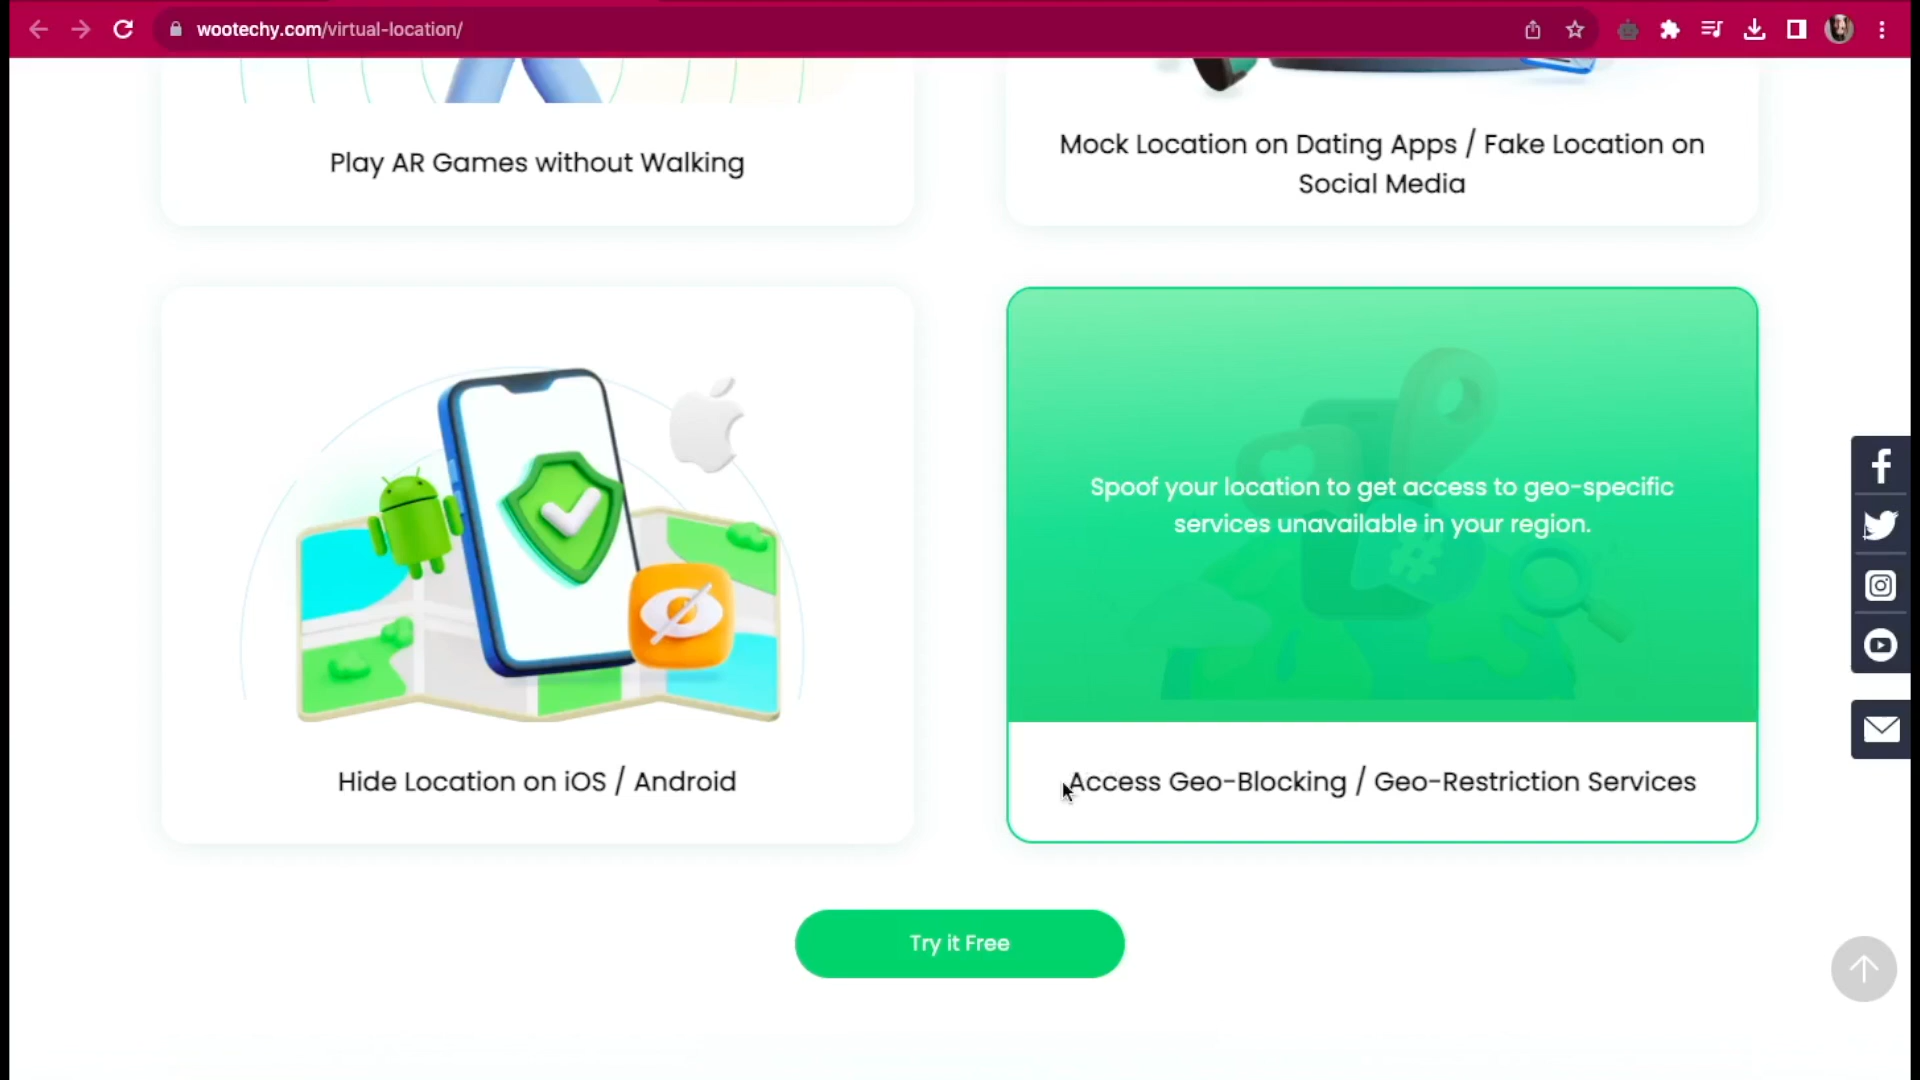 wootechy.com/virtual-location/
Play AR Games without Walking
Mock Location on Dating Apps / Fake Location on
Social Media
Spoof your location to get access to geo-specific
services unavailable in your region.
Hide Location on iOS / Android
Access Geo-Blocking / Geo-Restriction Services
Try it Free